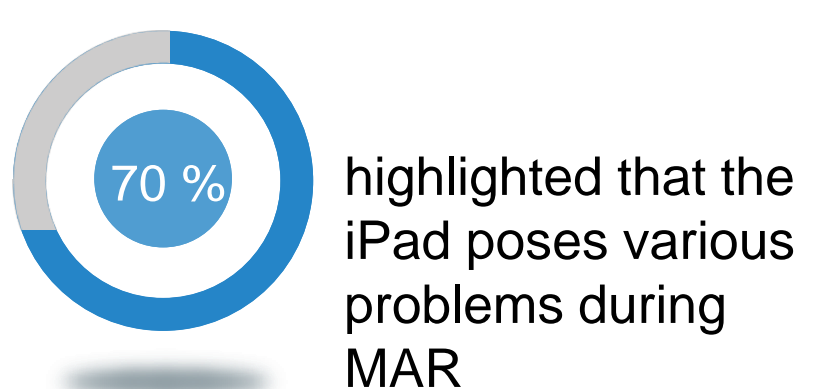 70 %
highlighted that the
iPad poses various
problems during
MAR